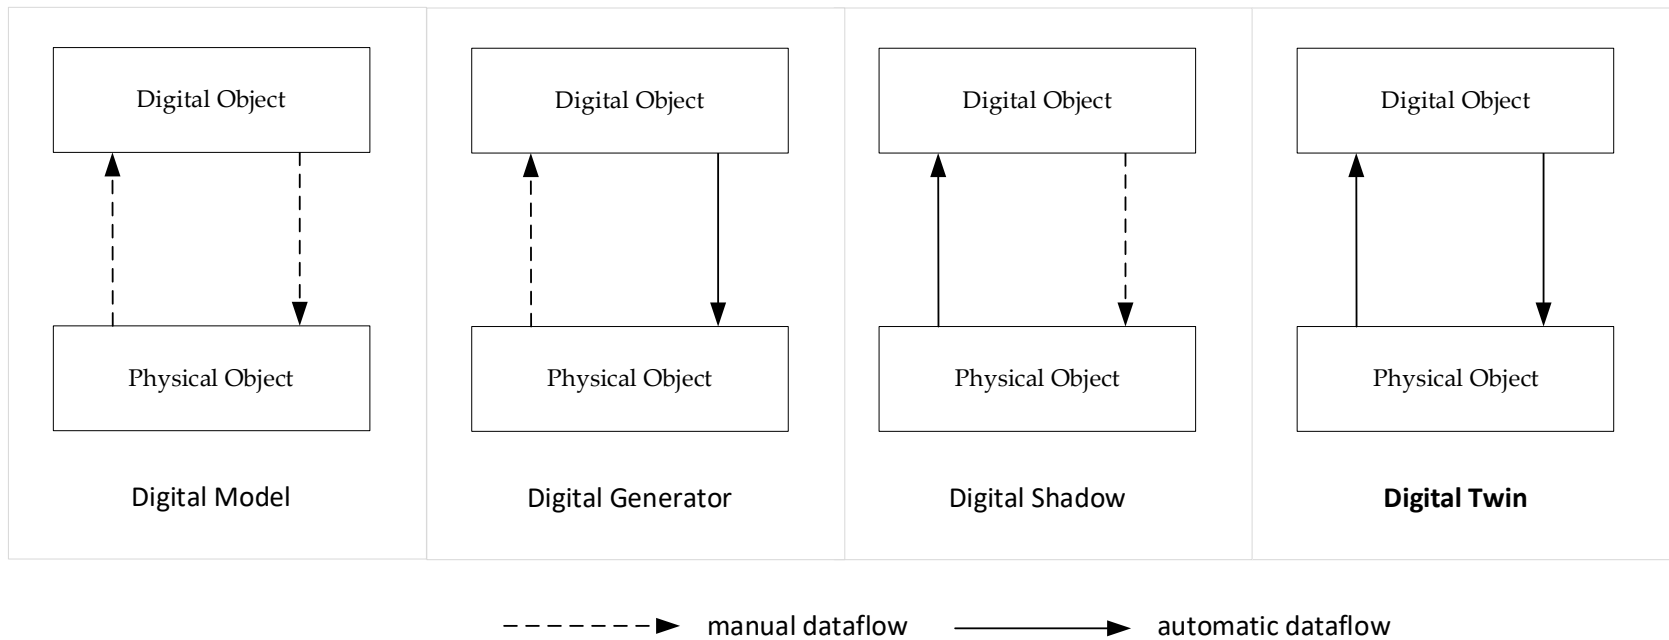 Digital Object
Digital Object
Digital Object
Digital Object
Physical Object
Physical Object
Physical Object
Physical Object
Digital Model
Digital Generator
Digital Shadow
Digital Twin
manual dataflow
automatic dataflow